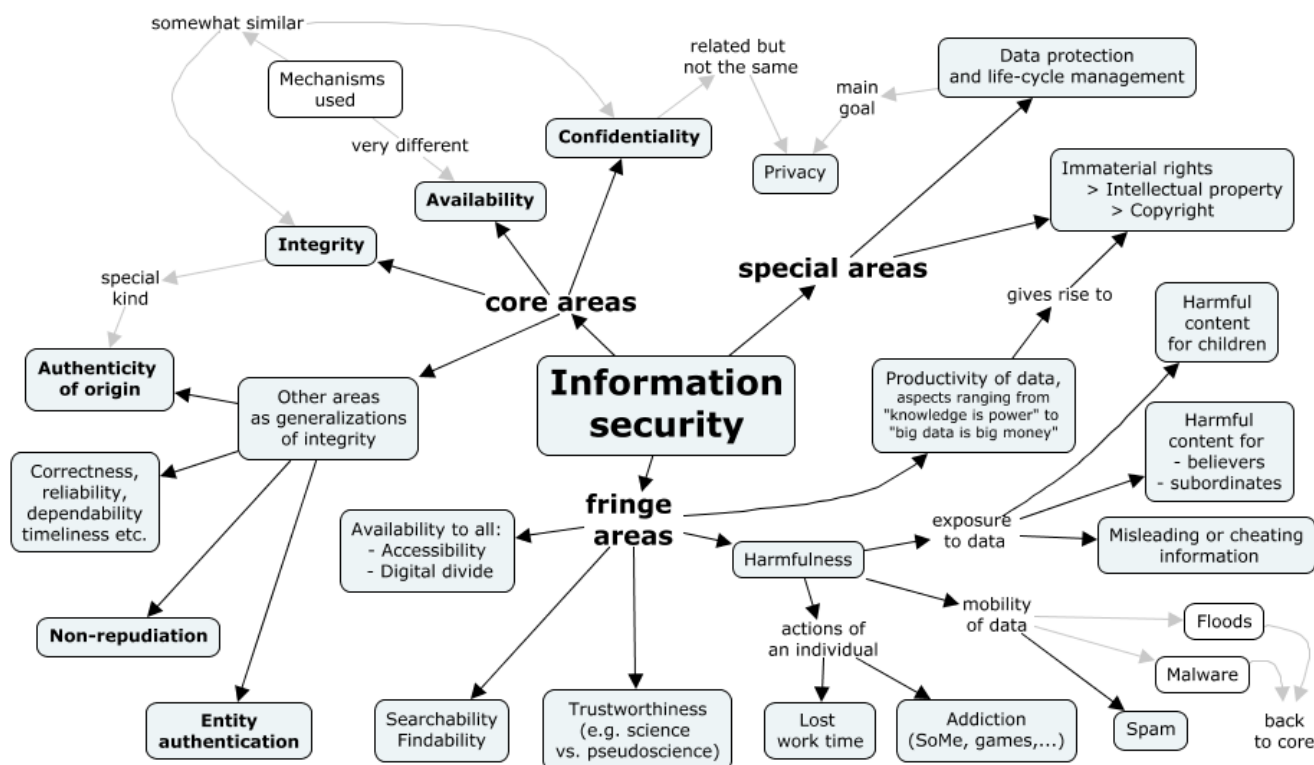 somewhat similar
Mechanisms
used
very different
related but
not the same
Data protection
and life-cycle management
main
goal
Confidentiality
Privacy
Availability
Immaterial rights
> Intellectual property
> Copyright
Integrity
special
kind
core areas
special areas
gives rise to
Harmful
content
for children
Authenticity
of origin
Other areas
as generalizations
of integrity
Information
security
Productivity of data,
aspects ranging from
"knowledge is power" to
"big data is big money"
Harmful
content for
- believers
- subordinates
Correctness,
reliability,
dependability
timeliness etc.
fringe
areas
Availability to all:
- Accessibility
- Digital divide
Harmfulness
exposure
to data
Misleading or cheating
information
Non-repudiation
actions of
an individual
mobility
of data
Floods
Malware
Entity
authentication
Searchability
Findability
Trustworthiness
(e.g. science
vs. pseudoscience)
Lost
work time
Addiction
(SoMe, games,...)
Spam
back
to core